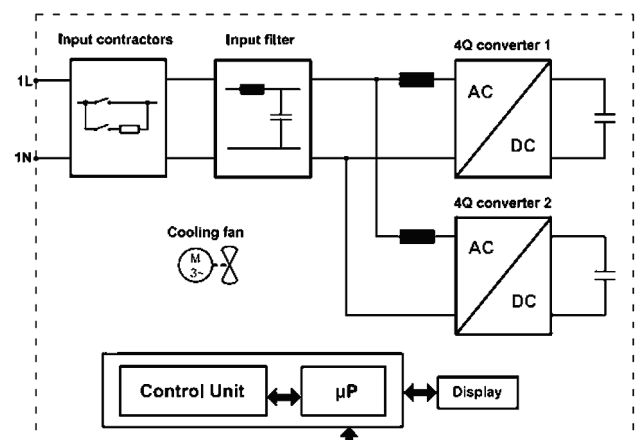 Input contractors
Input filter
4Q converter 1
1L
AC
DC
1N
4Q converter 2
Cooling fan
M
3~
AC
DC
Control Unit
µP
Display